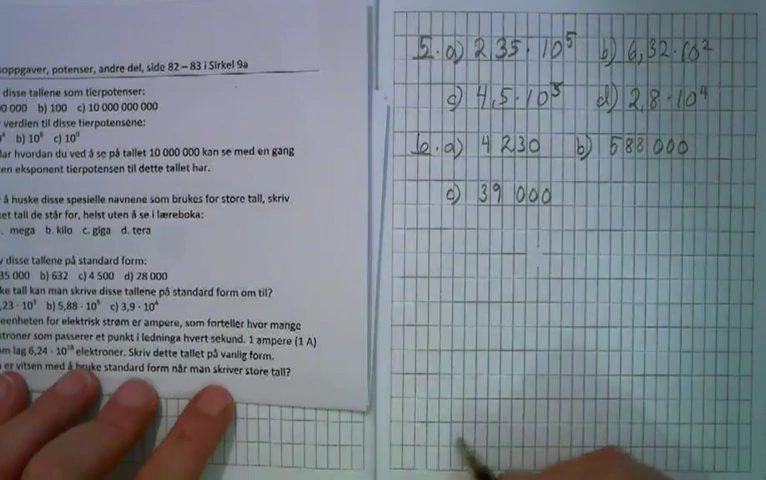 oppgaver, potenser, andre del, side 82 – 83 i Sirkel 9a
disse tallene som tierpotenser:
0 000 b) 100 c) 10 000 000 000
verdien til disse tierpotensene:
b) 10⁸ c) 10⁰
lar hvordan du ved å se på tallet 10 000 000 kan se med en gang
en eksponent tierpotensen til dette tallet har.
å huske disse spesielle navnene som brukes for store tall, skriv
et tall de står for, helst uten å se i læreboka:
. mega b. kilo c. giga d. tera
disse tallene på standard form:
35 000 b) 632 c) 4 500 d) 28 000
ke tall kan man skrive disse tallene på standard form om til?
,23 · 10³ b) 5,88 · 10⁵ c) 3,9 · 10⁴
eenheten for elektrisk strøm er ampere, som forteller hvor mange
ktroner som passerer et punkt i ledninga hvert sekund. 1 ampere (1 A)
om lag 6,24 · 10¹⁸ elektroner. Skriv dette tallet på vanlig form.
er vitsen med å bruke standard form når man skriver store tall?
5. a) 2,35 · 10⁵ b) 6,32 · 10²
c) 4,5 · 10³ d) 2,8 · 10⁴
6. a) 4 230 b) 588 000
c) 39 000